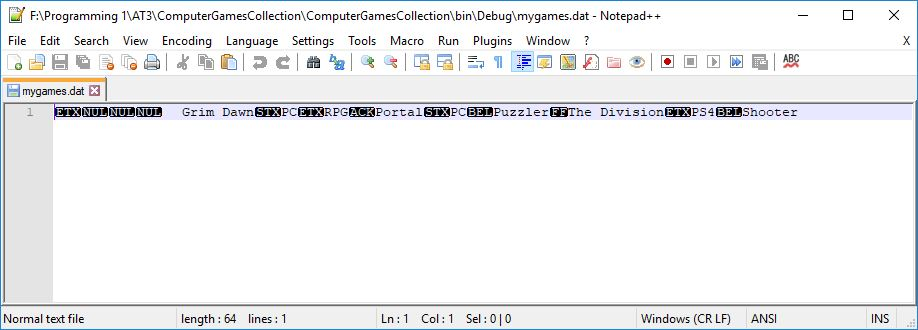 F:\Programming 1\AT3\ComputerGamesCollection\ComputerGamesCollection\bin\Debug\mygames.dat - Notepad++
File Edit Search View Encoding Language Settings Tools Macro Run Plugins Window ? X
ABC
mygames.dat
1 ETXNULNULNUL Grim DawnSTXPCETXRPGACKPortalSTXPCBELPuzzlerFFThe DivisionETXPS4BELShooter
Normal text file length : 64 lines : 1 Ln : 1 Col : 1 Sel : 0 | 0 Windows (CR LF) ANSI INS